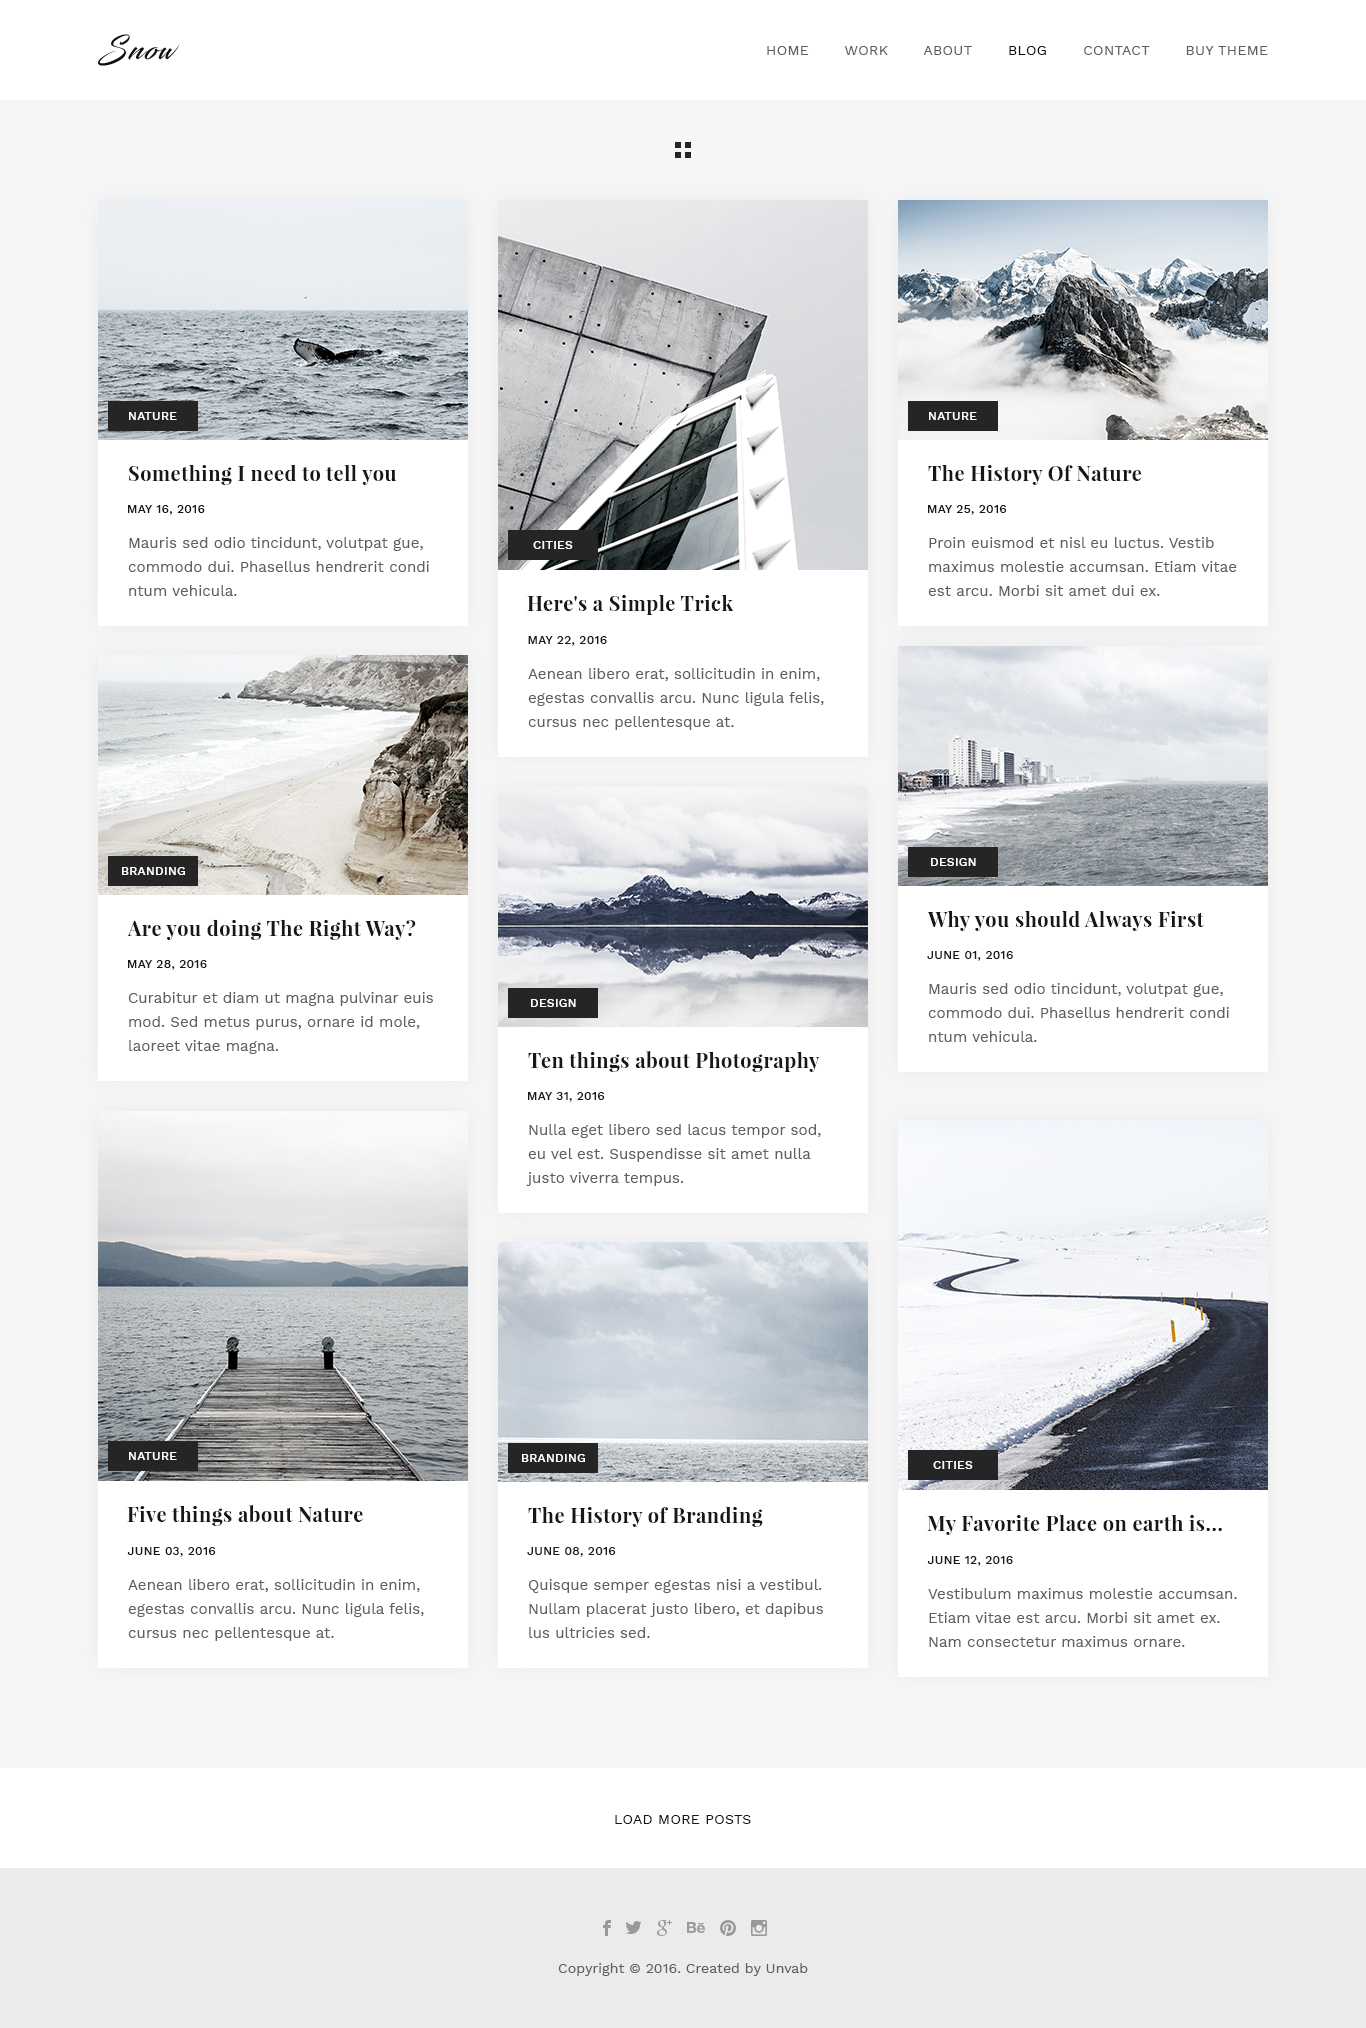 Snow
HOME WORK ABOUT BLOG CONTACT BUY THEME
NATURE
Something I need to tell you
MAY 16, 2016
Mauris sed odio tincidunt, volutpat gue,
commodo dui. Phasellus hendrerit condi
ntum vehicula.
BRANDING
Are you doing The Right Way?
MAY 28, 2016
Curabitur et diam ut magna pulvinar euis
mod. Sed metus purus, ornare id mole,
laoreet vitae magna.
NATURE
Five things about Nature
JUNE 03, 2016
Aenean libero erat, sollicitudin in enim,
egestas convallis arcu. Nunc ligula felis,
cursus nec pellentesque at.
CITIES
Here's a Simple Trick
MAY 22, 2016
Aenean libero erat, sollicitudin in enim,
egestas convallis arcu. Nunc ligula felis,
cursus nec pellentesque at.
DESIGN
Ten things about Photography
MAY 31, 2016
Nulla eget libero sed lacus tempor sod,
eu vel est. Suspendisse sit amet nulla
justo viverra tempus.
BRANDING
The History of Branding
JUNE 08, 2016
Quisque semper egestas nisi a vestibul.
Nullam placerat justo libero, et dapibus
lus ultricies sed.
NATURE
The History Of Nature
MAY 25, 2016
Proin euismod et nisl eu luctus. Vestib
maximus molestie accumsan. Etiam vitae
est arcu. Morbi sit amet dui ex.
DESIGN
Why you should Always First
JUNE 01, 2016
Mauris sed odio tincidunt, volutpat gue,
commodo dui. Phasellus hendrerit condi
ntum vehicula.
CITIES
My Favorite Place on earth is...
JUNE 12, 2016
Vestibulum maximus molestie accumsan.
Etiam vitae est arcu. Morbi sit amet ex.
Nam consectetur maximus ornare.
LOAD MORE POSTS
Copyright © 2016. Created by Unvab